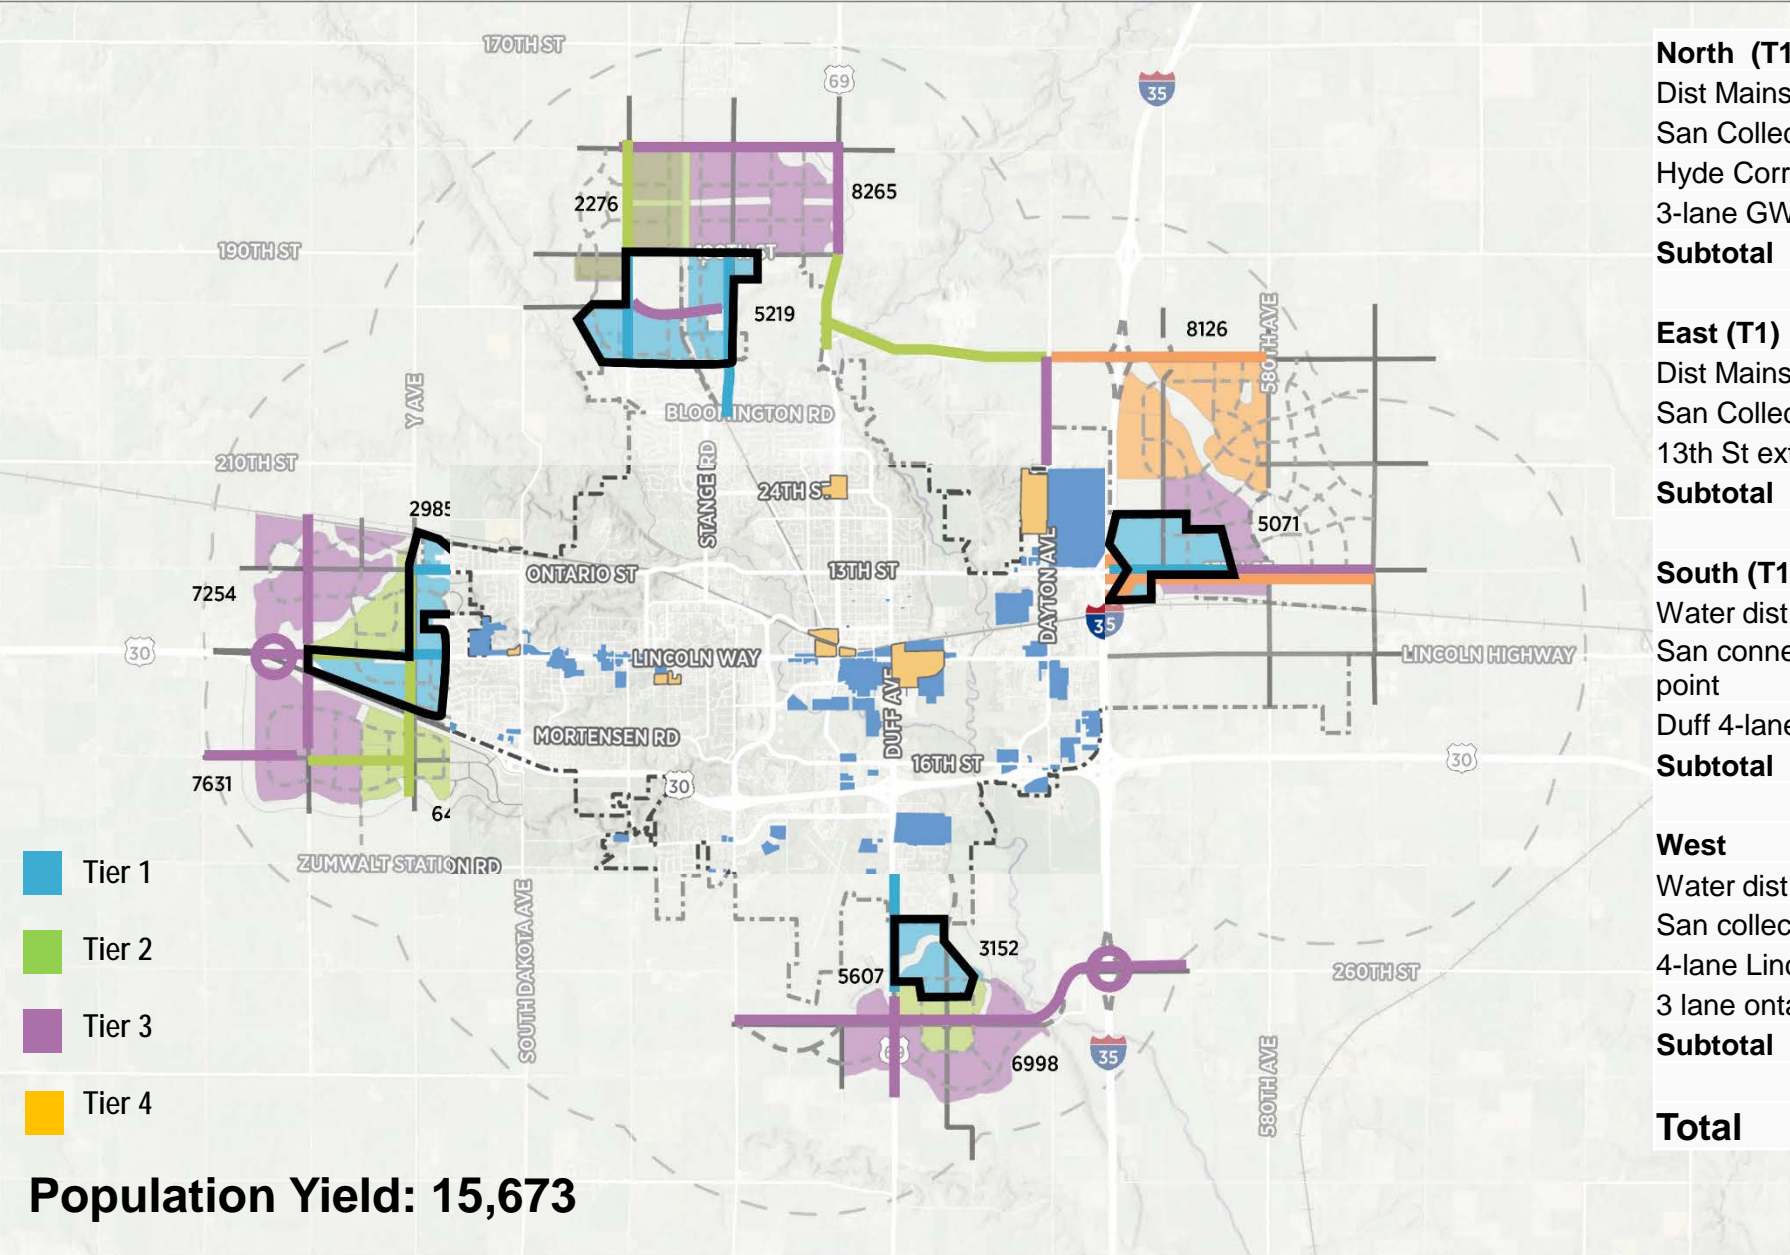 170TH ST
69
35
2276
8265
190TH ST
5219
8126
580TH AVE
Y AVE
BLOOMINGTON RD
STANGE RD
210TH ST
24TH ST
2985
5071
ONTARIO ST
13TH ST
DAYTON AVE
7254
35
30
LINCOLN WAY
LINCOLN HIGHWAY
DUFF AVE
MORTENSEN RD
16TH ST
30
30
7631
64
ZUMWALT STATION RD
SOUTH DAKOTA AVE
3152
5607
260TH ST
69
35
6998
580TH AVE
Tier 1
Tier 2
Tier 3
Tier 4
Population Yield: 15,673
North (T1
Dist Mains
San Collec
Hyde Corr
3-lane GW
Subtotal
East (T1)
Dist Mains
San Collec
13th St ext
Subtotal
South (T1
Water dist
San conne
point
Duff 4-lane
Subtotal
West
Water dist
San collec
4-lane Linc
3 lane onta
Subtotal
Total